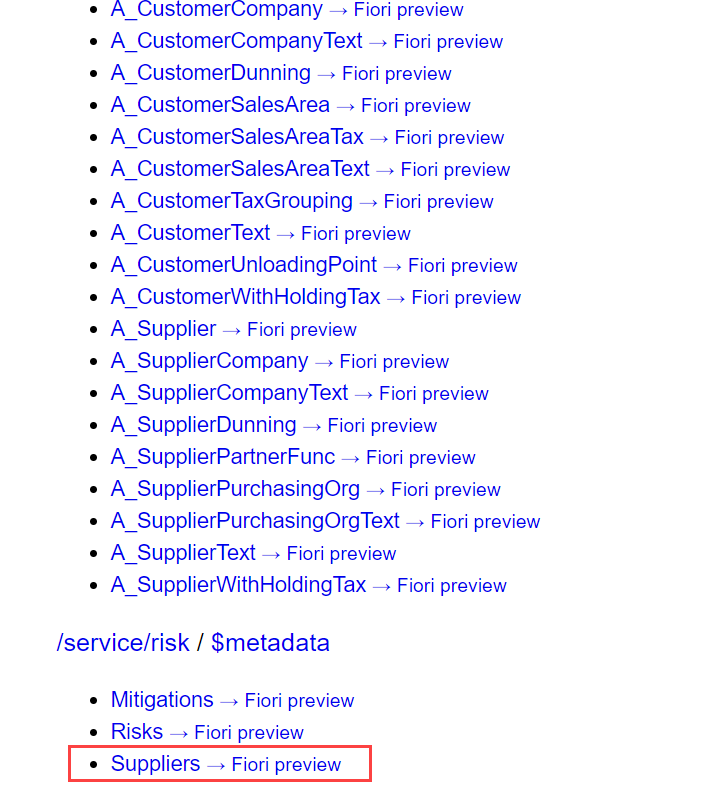 A_CustomerCompany → Fiori preview
A_CustomerCompanyText → Fiori preview
A_CustomerDunning → Fiori preview
A_CustomerSalesArea → Fiori preview
A_CustomerSalesAreaTax → Fiori preview
A_CustomerSalesAreaText → Fiori preview
A_CustomerTaxGrouping → Fiori preview
A_CustomerText → Fiori preview
A_CustomerUnloadingPoint → Fiori preview
A_CustomerWithHoldingTax → Fiori preview
A_Supplier → Fiori preview
A_SupplierCompany → Fiori preview
A_SupplierCompanyText → Fiori preview
A_SupplierDunning → Fiori preview
A_SupplierPartnerFunc → Fiori preview
A_SupplierPurchasingOrg → Fiori preview
A_SupplierPurchasingOrgText → Fiori preview
A_SupplierText → Fiori preview
A_SupplierWithHoldingTax → Fiori preview
/service/risk / $metadata
Mitigations → Fiori preview
Risks → Fiori preview
Suppliers → Fiori preview